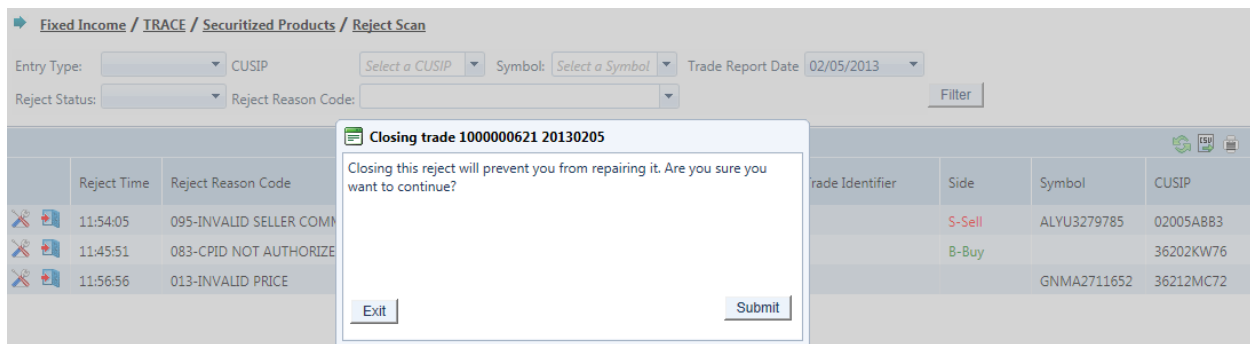 Fixed Income / TRACE / Securitized Products / Reject Scan
Entry Type: CUSIP Select a CUSIP Symbol: Select a Symbol Trade Report Date 02/05/2013
Reject Status: Reject Reason Code: Filter
Closing trade 1000000621 20130205
CSV
Closing this reject will prevent you from repairing it. Are you sure you
want to continue?
Reject Time Reject Reason Code Trade Identifier Side Symbol CUSIP
11:54:05 095-INVALID SELLER COMM S-Sell ALYU3279785 02005ABB3
11:45:51 083-CPID NOT AUTHORIZE B-Buy 36202KW76
11:56:56 013-INVALID PRICE GNMA2711652 36212MC72
Exit Submit